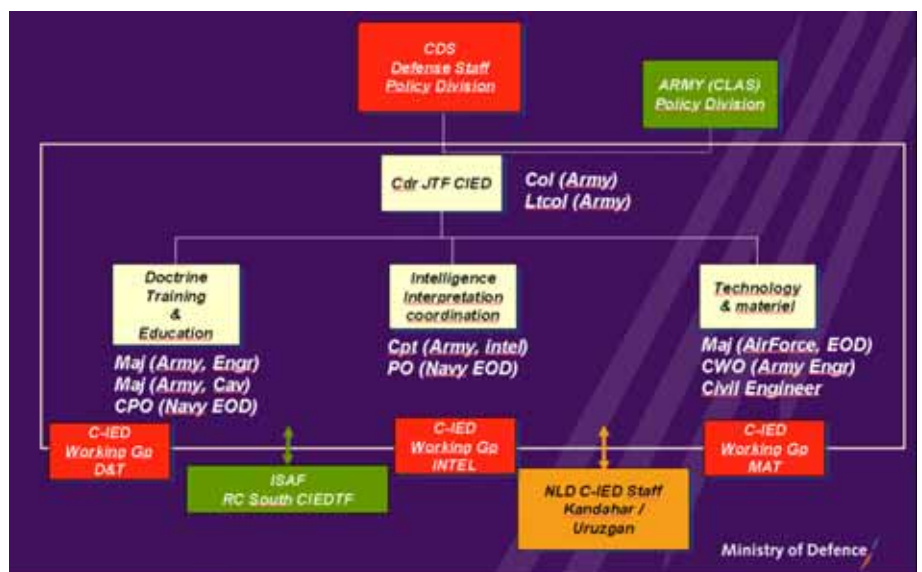 CDS
Defense Staff
Policy Division
ARMY (CLAS)
Policy Division
Cdr JTF CIED
Col (Army)
Ltcol (Army)
Doctrine
Training
&
Education
Maj (Army, Engr)
Maj (Army, Cav)
CPO (Navy EOD)
Intelligence
Interpretation
coordination
Cpt (Army, Intel)
PO (Navy EOD)
Technology
& materiel
Maj (AirForce, EOD)
CWO (Army Engr)
Civil Engineer
C-IED
Working Gp
D&T
ISAF
RC South CIEDTF
C-IED
Working Gp
INTEL
NLD C-IED Staff
Kandahar /
Uruzgan
C-IED
Working Gp
MAT
Ministry of Defence